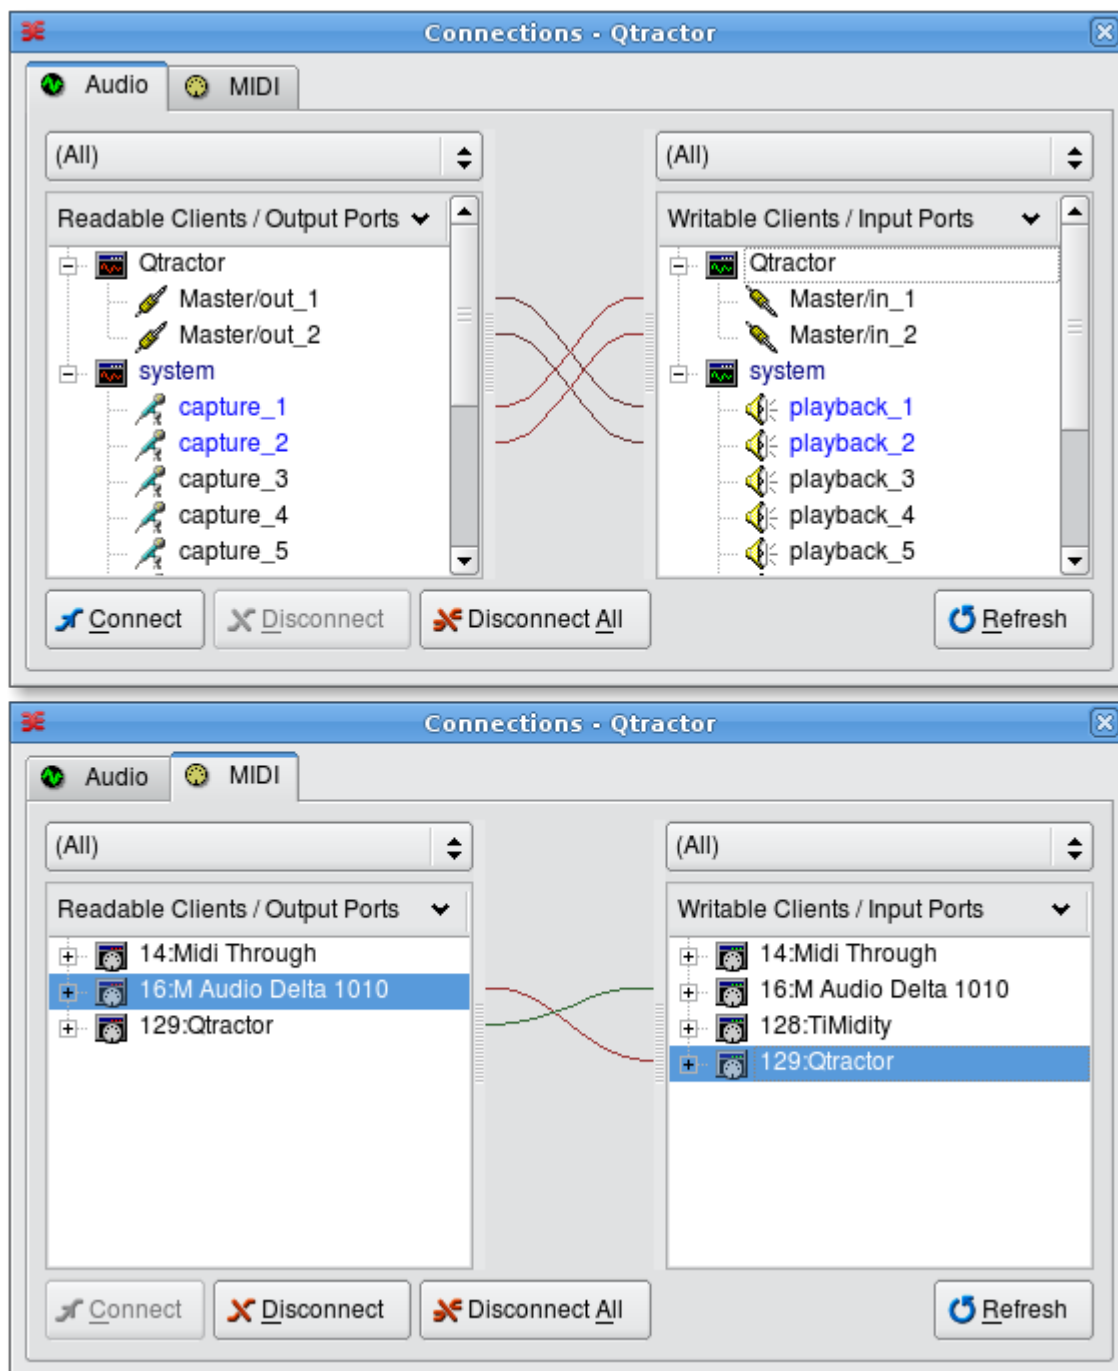 Connections - Qtractor
Audio MIDI
(All) (All)
Readable Clients / Output Ports Writable Clients / Input Ports
Qtractor Qtractor
Master/out_1 Master/in_1
Master/out_2 Master/in_2
system system
capture_1 playback_1
capture_2 playback_2
capture_3 playback_3
capture_4 playback_4
capture_5 playback_5
Connect Disconnect Disconnect All Refresh
Connections - Qtractor
Audio MIDI
(All) (All)
Readable Clients / Output Ports Writable Clients / Input Ports
14:Midi Through 14:Midi Through
16:M Audio Delta 1010 16:M Audio Delta 1010
129:Qtractor 128:TiMidity
129:Qtractor
Connect Disconnect Disconnect All Refresh